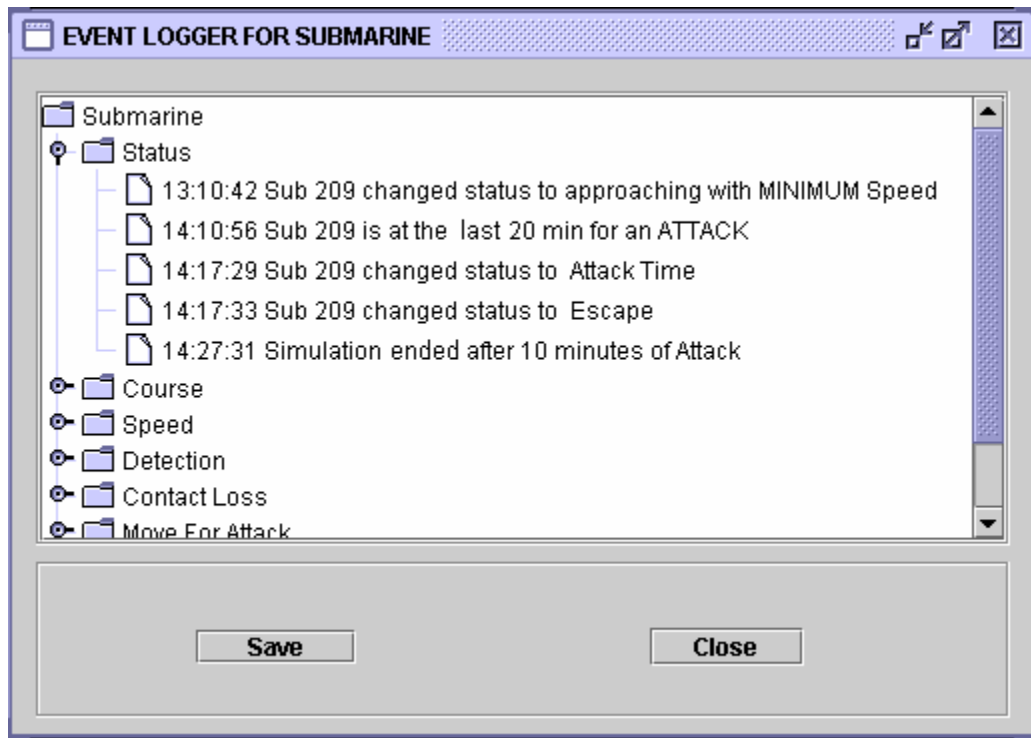 EVENT LOGGER FOR SUBMARINE
Submarine
Status
13:10:42 Sub 209 changed status to approaching with MINIMUM Speed
14:10:56 Sub 209 is at the  last 20 min for an ATTACK
14:17:29 Sub 209 changed status to  Attack Time
14:17:33 Sub 209 changed status to  Escape
14:27:31 Simulation ended after 10 minutes of Attack
Course
Speed
Detection
Contact Loss
Move For Attack
Save
Close